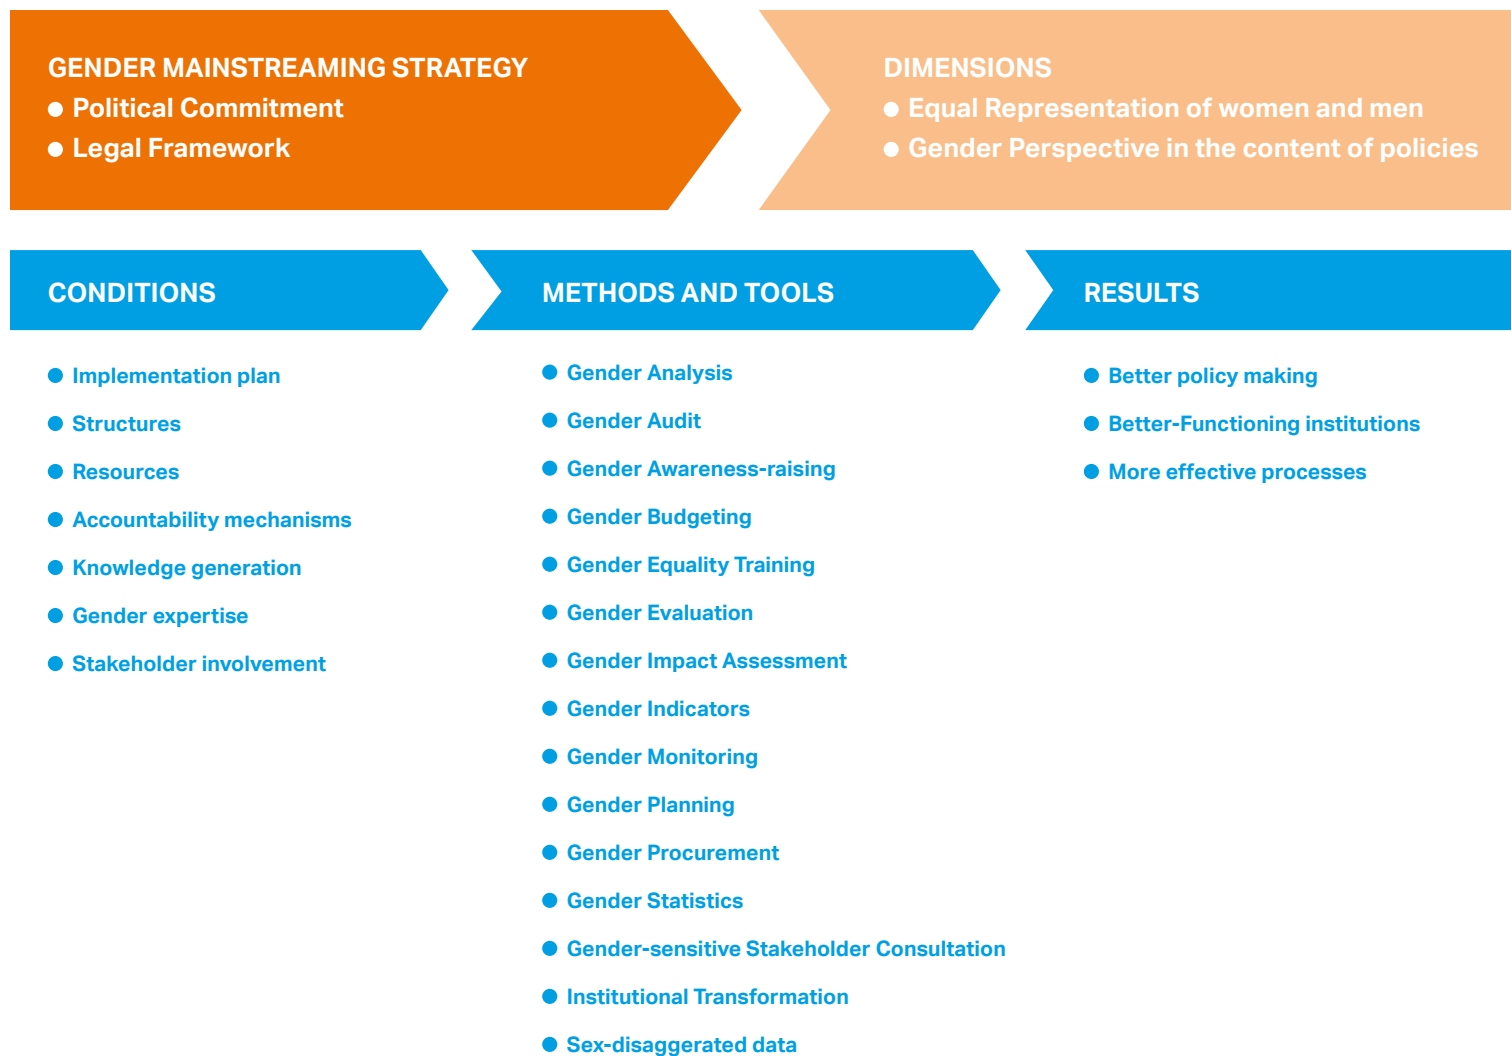 GENDER MAINSTREAMING STRATEGY
● Political Commitment
● Legal Framework
DIMENSIONS
● Equal Representation of women and men
● Gender Perspective in the content of policies
CONDITIONS
● Implementation plan
● Structures
● Resources
● Accountability mechanisms
● Knowledge generation
● Gender expertise
● Stakeholder involvement
METHODS AND TOOLS
● Gender Analysis
● Gender Audit
● Gender Awareness-raising
● Gender Budgeting
● Gender Equality Training
● Gender Evaluation
● Gender Impact Assessment
● Gender Indicators
● Gender Monitoring
● Gender Planning
● Gender Procurement
● Gender Statistics
● Gender-sensitive Stakeholder Consultation
● Institutional Transformation
● Sex-disaggerated data
RESULTS
● Better policy making
● Better-Functioning institutions
● More effective processes